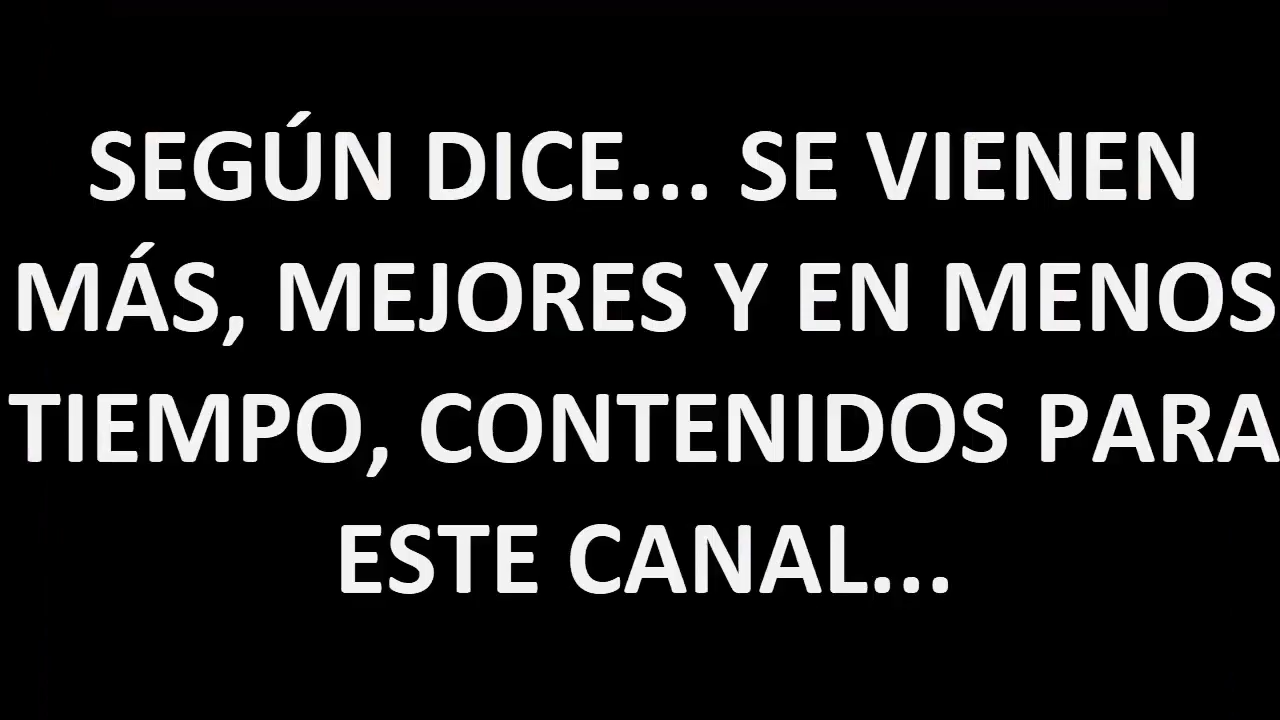 SEGÚN DICE... SE VIENEN
MÁS, MEJORES Y EN MENOS
TIEMPO, CONTENIDOS PARA
ESTE CANAL...